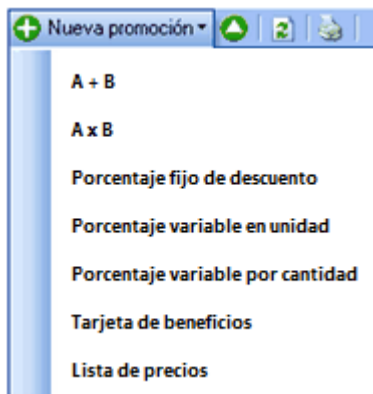 Nueva promoción
A + B
A x B
Porcentaje fijo de descuento
Porcentaje variable en unidad
Porcentaje variable por cantidad
Tarjeta de beneficios
Lista de precios